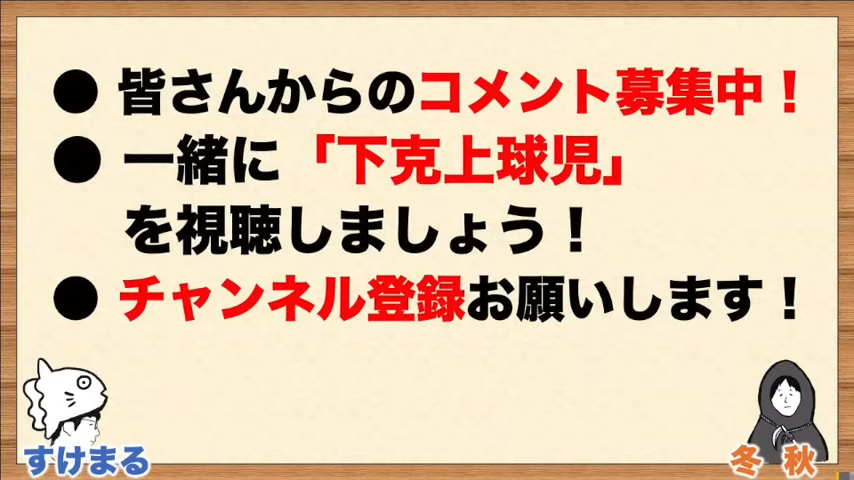 ● 皆さんからのコメント募集中！
● 一緒に「下克上球児」
を視聴しましょう！
● チャンネル登録お願いします！
すけまる
冬 秋